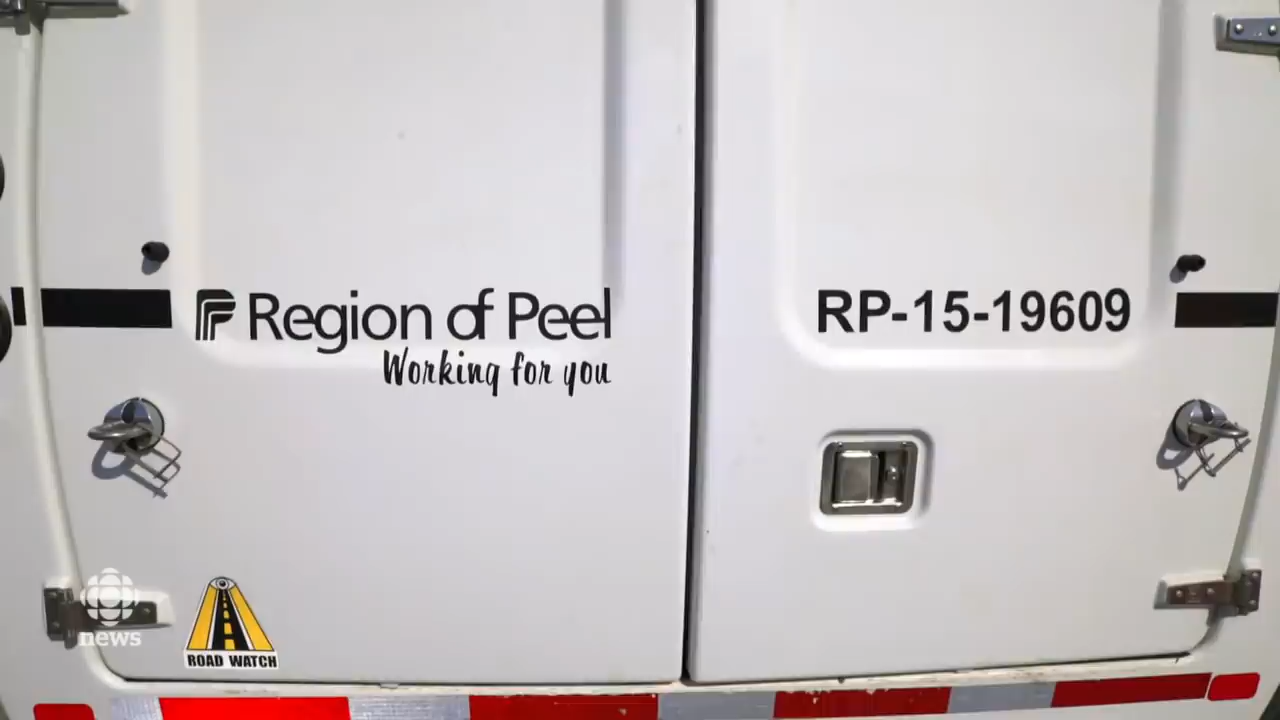 Region of Peel
Working for you
RP-15-19609
ROAD WATCH
news